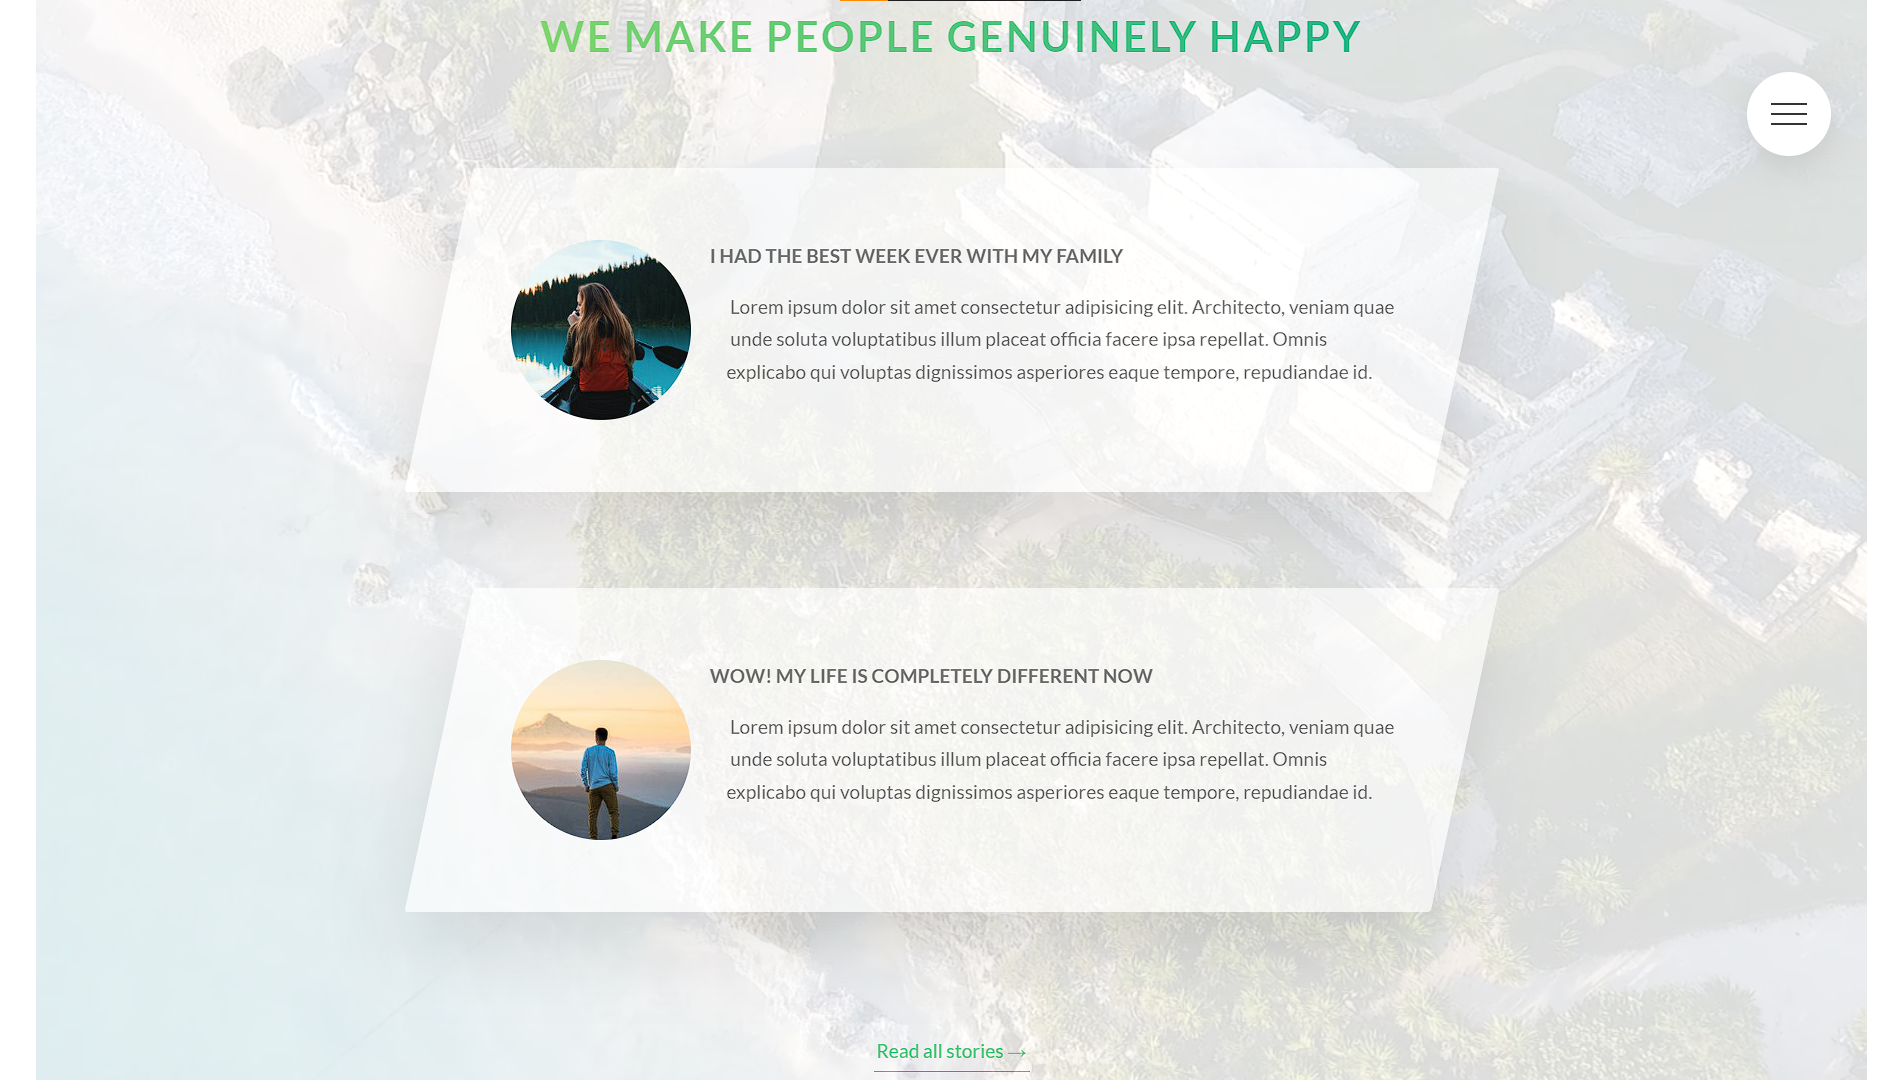 WE MAKE PEOPLE GENUINELY HAPPY
I HAD THE BEST WEEK EVER WITH MY FAMILY
Lorem ipsum dolor sit amet consectetur adipisicing elit. Architecto, veniam quae
unde soluta voluptatibus illum placeat officia facere ipsa repellat. Omnis
explicabo qui voluptas dignissimos asperiores eaque tempore, repudiandae id.
WOW! MY LIFE IS COMPLETELY DIFFERENT NOW
Lorem ipsum dolor sit amet consectetur adipisicing elit. Architecto, veniam quae
unde soluta voluptatibus illum placeat officia facere ipsa repellat. Omnis
explicabo qui voluptas dignissimos asperiores eaque tempore, repudiandae id.
Read all stories →